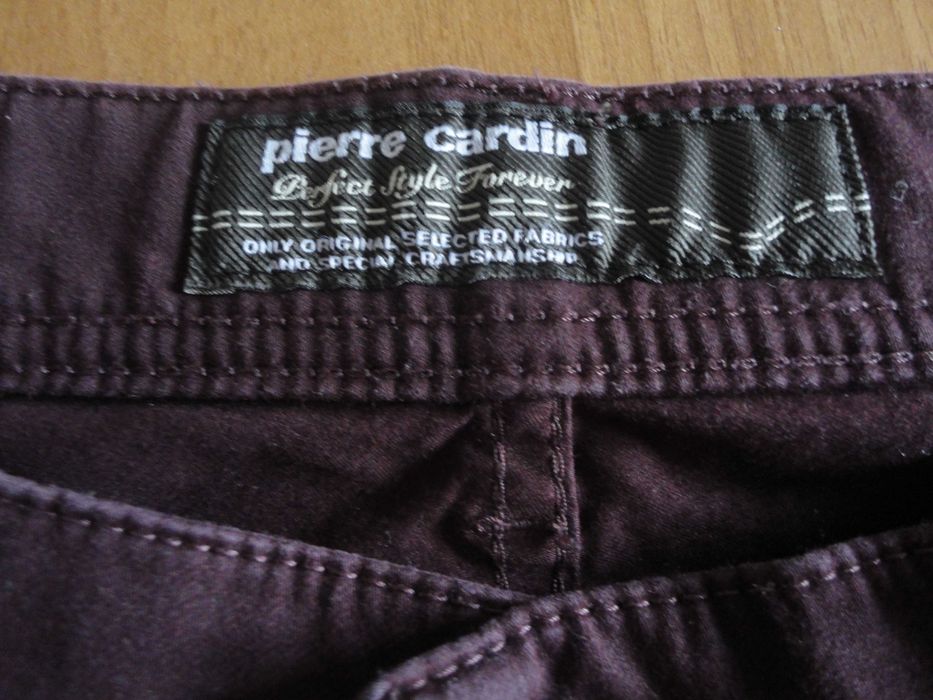 pierre cardin
Perfect Style Forever
ONLY ORIGINAL SELECTED FABRICS
AND SPECIAL CRAFTSMANSHIP